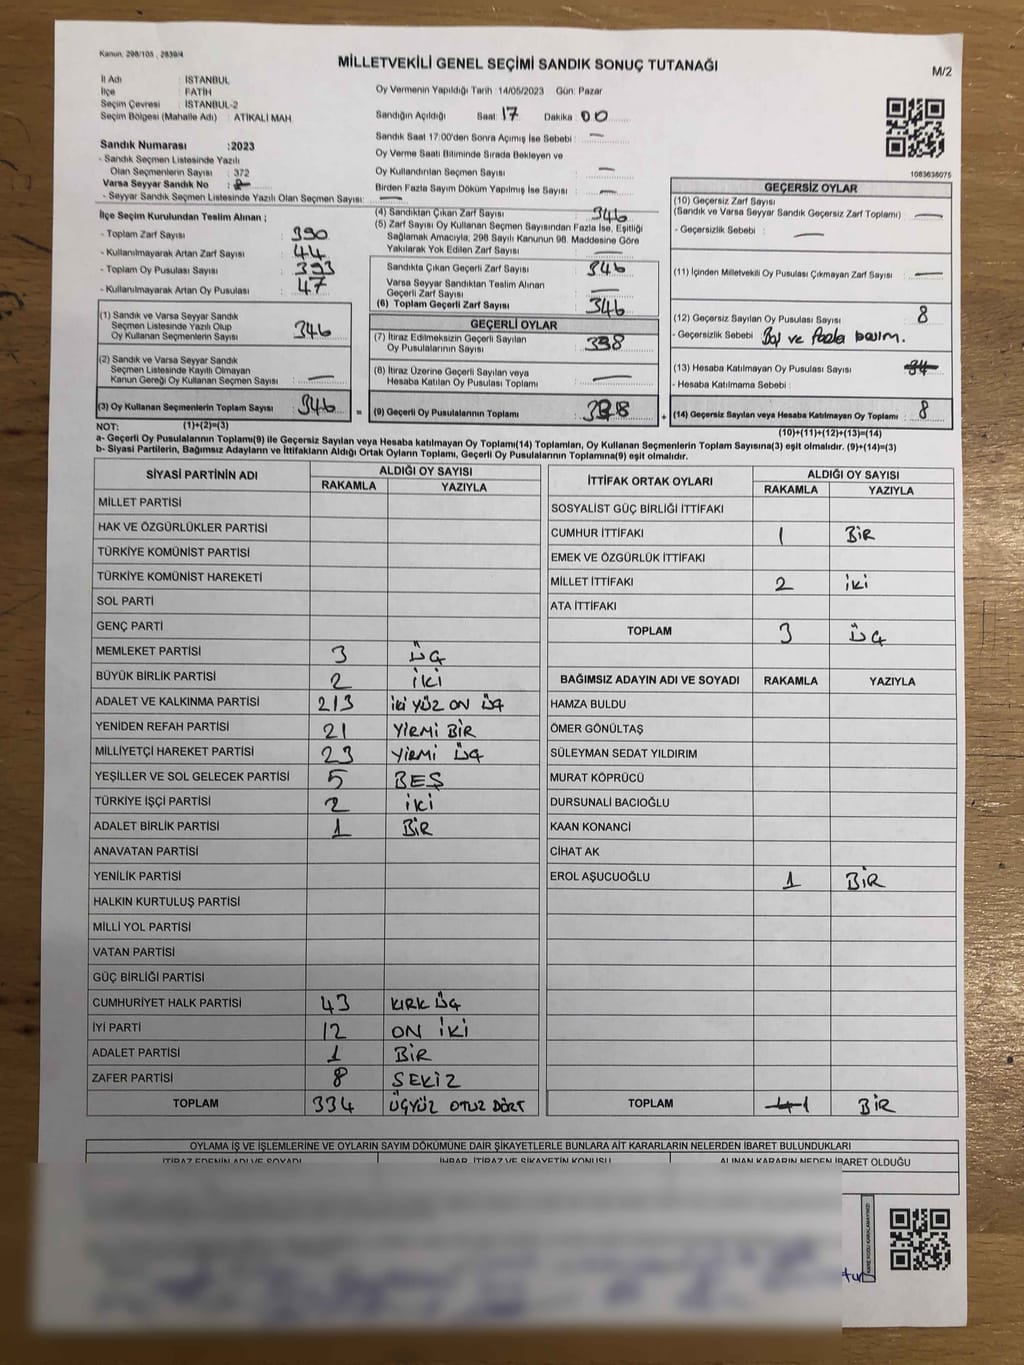 Kanun, 298/105 , 2839/4
MİLLETVEKİLİ GENEL SEÇİMİ SANDIK SONUÇ TUTANAĞI
M/2
İl Adı : İSTANBUL
İlçe : FATİH
Seçim Çevresi : İSTANBUL-2
Seçim Bölgesi (Mahalle Adı) : ATİKALİ MAH
Oy Vermenin Yapıldığı Tarih :14/05/2023 Gün: Pazar
Sandığın Açıldığı Saat 17 Dakika : 00
Sandık Saat 17:00'den Sonra Açımış İse Sebebi : —
Oy Verme Saati Bitiminde Sırada Bekleyen ve
Oy Kullandırılan Seçmen Sayısı : —
Birden Fazla Sayım Döküm Yapılmış İse Sayısı : —
Sandık Numarası :2023
- Sandık Seçmen Listesinde Yazılı
Olan Seçmenlerin Sayısı : 372
Varsa Seyyar Sandık No :
- Seyyar Sandık Seçmen Listesinde Yazılı Olan Seçmen Sayısı: —
1083636075
İlçe Seçim Kurulundan Teslim Alınan ;
- Toplam Zarf Sayısı : 390
- Kullanılmayarak Artan Zarf Sayısı : 44
- Toplam Oy Pusulası Sayısı : 393
- Kullanılmayarak Artan Oy Pusulası : 47
(1) Sandık ve Varsa Seyyar Sandık
Seçmen Listesinde Yazılı Olup
Oy Kullanan Seçmenlerin Sayısı : 346
(2) Sandık ve Varsa Seyyar Sandık
Seçmen Listesinde Kayıtlı Olmayan
Kanun Gereği Oy Kullanan Seçmen Sayısı : —
(3) Oy Kullanan Seçmenlerin Toplam Sayısı : 346
(1)+(2)=(3)
(4) Sandıktan Çıkan Zarf Sayısı : 346
(5) Zarf Sayısı Oy Kullanan Seçmen Sayısından Fazla İse, Eşitliği
Sağlamak Amacıyla, 298 Sayılı Kanunun 98. Maddesine Göre
Yakılarak Yok Edilen Zarf Sayısı : —
Sandıkta Çıkan Geçerli Zarf Sayısı : 346
Varsa Seyyar Sandıktan Teslim Alınan
Geçerli Zarf Sayısı : —
(6) Toplam Geçerli Zarf Sayısı : 346
GEÇERLİ OYLAR
(7) İtiraz Edilmeksizin Geçerli Sayılan
Oy Pusulalarının Sayısı : 338
(8) İtiraz Üzerine Geçerli Sayılan veya
Hesaba Katılan Oy Pusulası Toplamı : —
= (9) Geçerli Oy Pusulalarının Toplamı : 338
GEÇERSİZ OYLAR
(10) Geçersiz Zarf Sayısı
(Sandık ve Varsa Seyyar Sandık Geçersiz Zarf Toplamı) : —
- Geçersizlik Sebebi : —
(11) İçinden Milletvekili Oy Pusulası Çıkmayan Zarf Sayısı : —
(12) Geçersiz Sayılan Oy Pusulası Sayısı : 8
- Geçersizlik Sebebi : Boş ve Fazla basım.
(13) Hesaba Katılmayan Oy Pusulası Sayısı :
- Hesaba Katılmama Sebebi :
+ (14) Geçersiz Sayılan veya Hesaba Katılmayan Oy Toplamı : 8
(10)+(11)+(12)+(13)=(14)
NOT:
a- Geçerli Oy Pusulalarının Toplamı(9) ile Geçersiz Sayılan veya Hesaba katılmayan Oy Toplamı(14) Toplamları, Oy Kullanan Seçmenlerin Toplam Sayısına(3) eşit olmalıdır. (9)+(14)=(3)
b- Siyasi Partilerin, Bağımsız Adayların ve İttifakların Aldığı Ortak Oyların Toplamı, Geçerli Oy Pusulalarının Toplamına(9) eşit olmalıdır.
SİYASİ PARTİNİN ADI ALDIĞI OY SAYISI
RAKAMLA YAZIYLA
MİLLET PARTİSİ
HAK VE ÖZGÜRLÜKLER PARTİSİ
TÜRKİYE KOMÜNİST PARTİSİ
TÜRKİYE KOMÜNİST HAREKETİ
SOL PARTİ
GENÇ PARTİ
MEMLEKET PARTİSİ 3 ÜÇ
BÜYÜK BİRLİK PARTİSİ 2 İKİ
ADALET VE KALKINMA PARTİSİ 213 İKİ YÜZ ON ÜÇ
YENİDEN REFAH PARTİSİ 21 YİRMİ BİR
MİLLİYETÇİ HAREKET PARTİSİ 23 YİRMİ ÜÇ
YEŞİLLER VE SOL GELECEK PARTİSİ 5 BEŞ
TÜRKİYE İŞÇİ PARTİSİ 2 İKİ
ADALET BİRLİK PARTİSİ 1 BİR
ANAVATAN PARTİSİ
YENİLİK PARTİSİ
HALKIN KURTULUŞ PARTİSİ
MİLLİ YOL PARTİSİ
VATAN PARTİSİ
GÜÇ BİRLİĞİ PARTİSİ
CUMHURİYET HALK PARTİSİ 43 KIRK ÜÇ
İYİ PARTİ 12 ON İKİ
ADALET PARTİSİ 1 BİR
ZAFER PARTİSİ 8 SEKİZ
TOPLAM 334 ÜÇYÜZ OTUZ DÖRT
İTTİFAK ORTAK OYLARI ALDIĞI OY SAYISI
RAKAMLA YAZIYLA
SOSYALİST GÜÇ BİRLİĞİ İTTİFAKI
CUMHUR İTTİFAKI 1 BİR
EMEK VE ÖZGÜRLÜK İTTİFAKI
MİLLET İTTİFAKI 2 İKİ
ATA İTTİFAKI
TOPLAM 3 ÜÇ
BAĞIMSIZ ADAYIN ADI VE SOYADI RAKAMLA YAZIYLA
HAMZA BULDU
ÖMER GÖNÜLTAŞ
SÜLEYMAN SEDAT YILDIRIM
MURAT KÖPRÜCÜ
DURSUNALİ BACIOĞLU
KAAN KONANCİ
CİHAT AK
EROL AŞUCUOĞLU 1 BİR
TOPLAM 1 BİR
OYLAMA İŞ VE İŞLEMLERİNE VE OYLARIN SAYIM DÖKÜMÜNE DAİR ŞİKAYETLERLE BUNLARA AİT KARARLARIN NELERDEN İBARET BULUNDUKLARI
İTİRAZ EDENİN ADI VE SOYADI İHBAR, İTİRAZ VE ŞİKAYETİN KONUSU ALINAN KARARIN NEDEN İBARET OLDUĞU